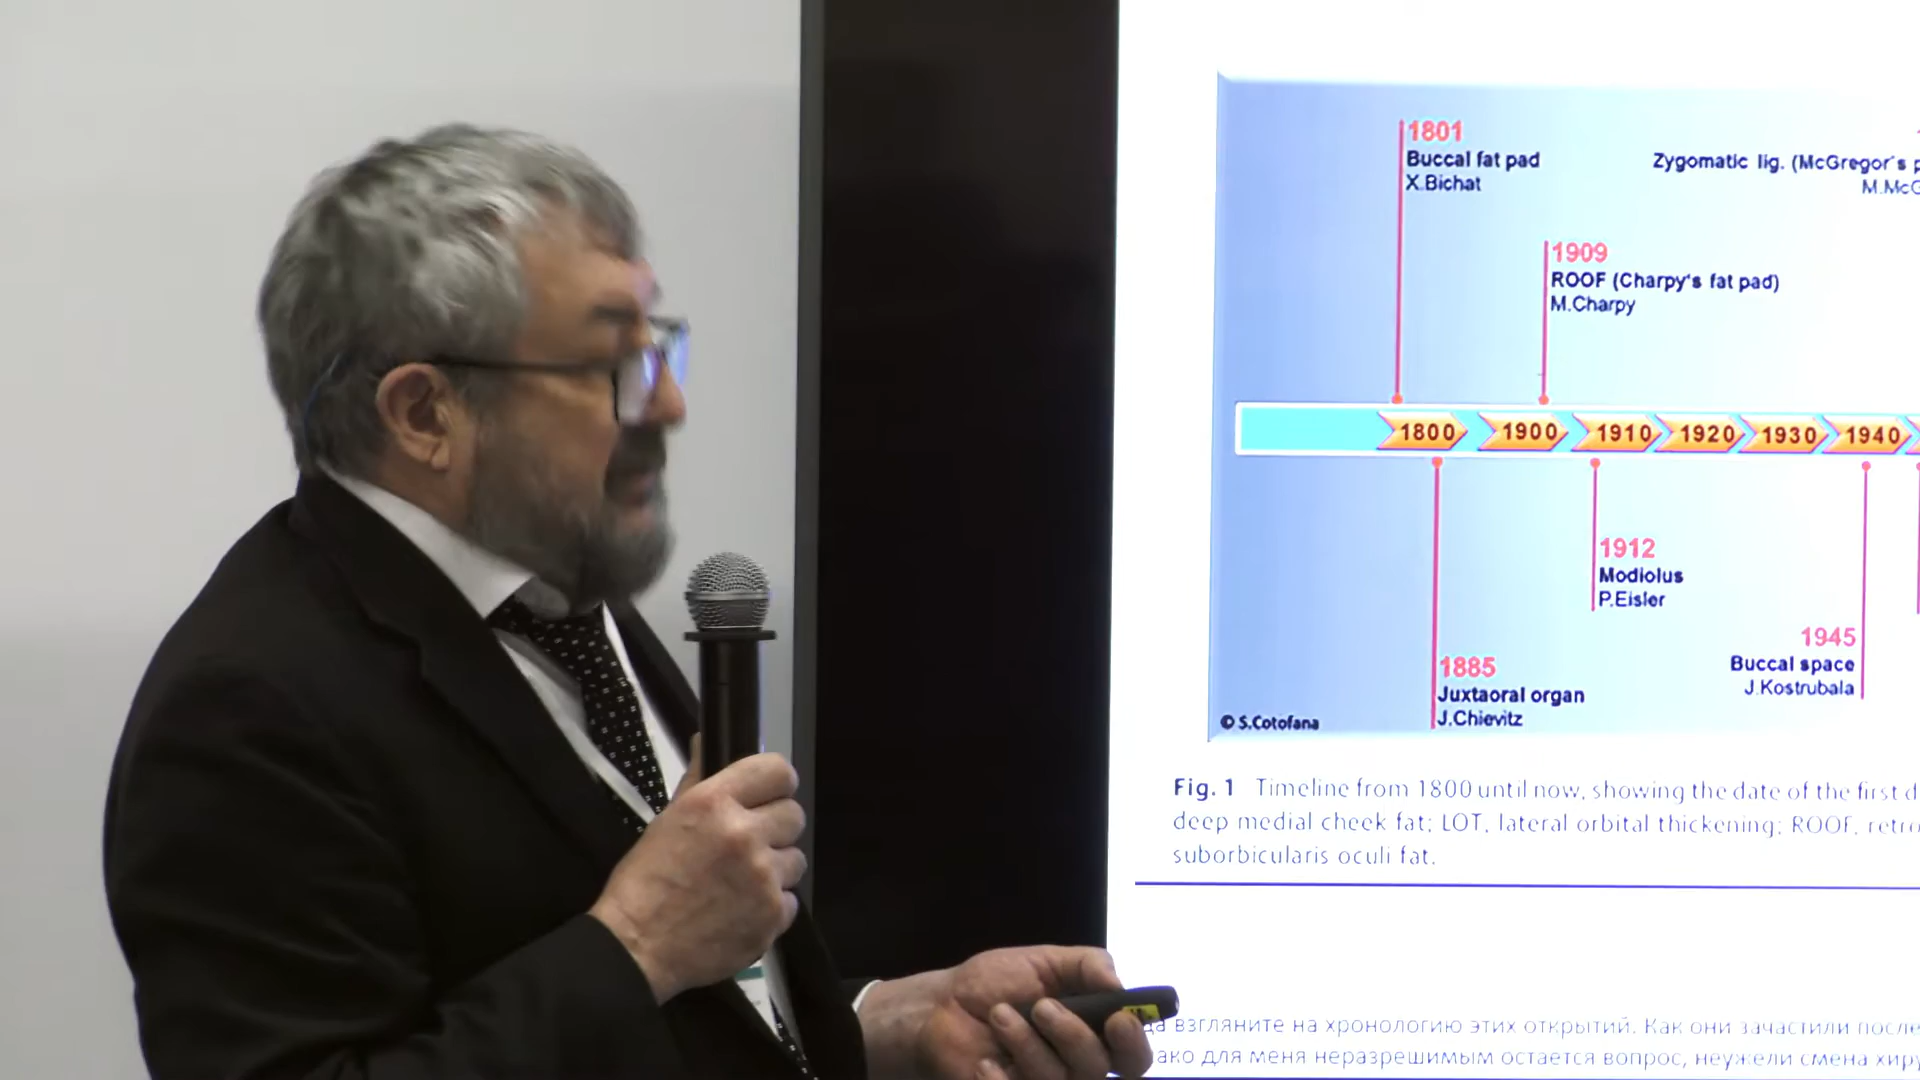 1801
Buccal fat pad
X.Bichat
Zygomatic lig. (McGregor's
1909
ROOF (Charpy's fat pad)
M.Charpy
1800 1900 1910 1920 1930 1940
1912
Modiolus
P.Eisler
1945
Buccal space
J.Kostrubala
1885
Juxtaoral organ
J.Chievitz
© S.Cotofana
Fig. 1 Timeline from 1800 until now, showing the date of the first
deep medial cheek fat; LOT, lateral orbital thickening; ROOF, retro
suborbicularis oculi fat.
взгляните на хронологию этих открытий. Как они зачастили после
для меня неразрешимым остается вопрос, неужели смена